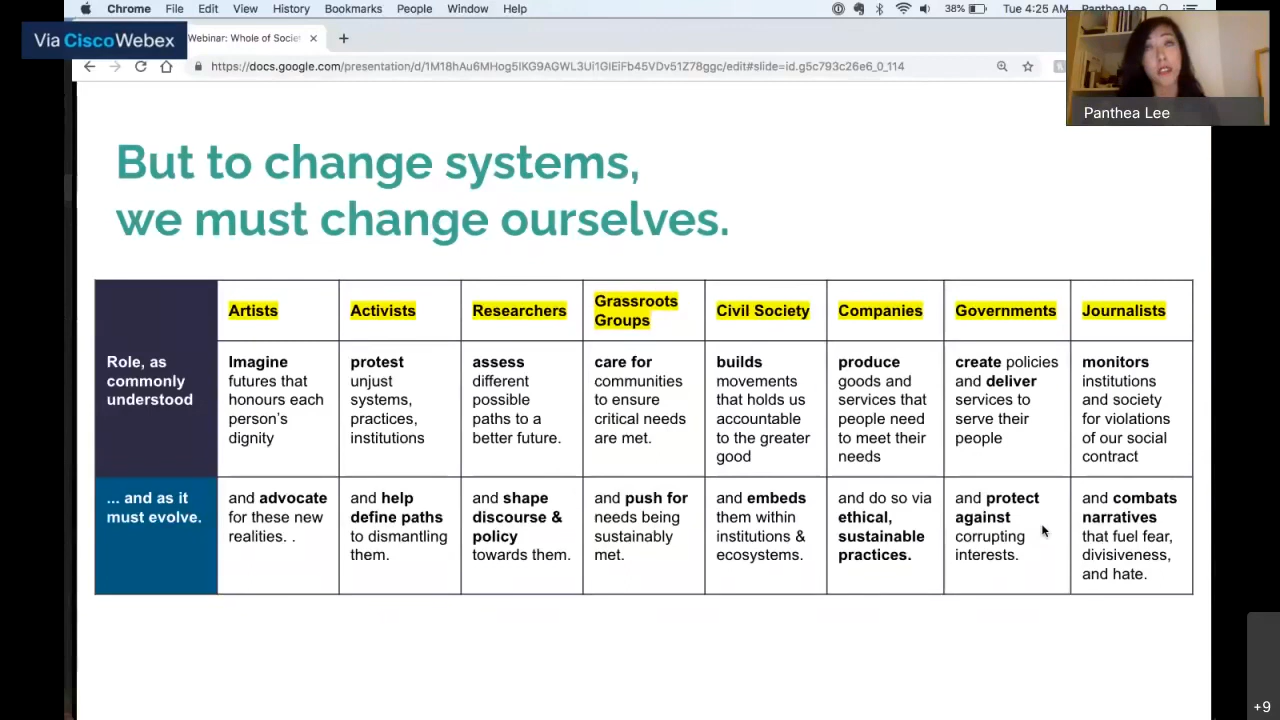 Chrome File Edit View History Bookmarks People Window Help
38% Tue 4:25 AM Panthea Lee
Via CiscoWebex
Webinar: Whole of Socie
https://docs.google.com/presentation/d/
Panthea Lee
But to change systems,
we must change ourselves.
Artists
Activists
Researchers
Grassroots
Groups
Civil Society
Companies
Governments
Journalists
Role, as
commonly
understood
Imagine
futures that
honours each
person's
dignity
protest
unjust
systems,
practices,
institutions
assess
different
possible
paths to a
better future.
care for
communities
to ensure
critical needs
are met.
builds
movements
that holds us
accountable
to the greater
good
produce
goods and
services that
people need
to meet their
needs
create policies
and deliver
services to
serve their
people
monitors
institutions
and society
for violations
of our social
contract
... and as it
must evolve.
and advocate
for these new
realities. .
and help
define paths
to dismantling
them.
and shape
discourse &
policy
towards them.
and push for
needs being
sustainably
met.
and embeds
them within
institutions &
ecosystems.
and do so via
ethical,
sustainable
practices.
and protect
against
corrupting
interests.
and combats
narratives
that fuel fear,
divisiveness,
and hate.
+9